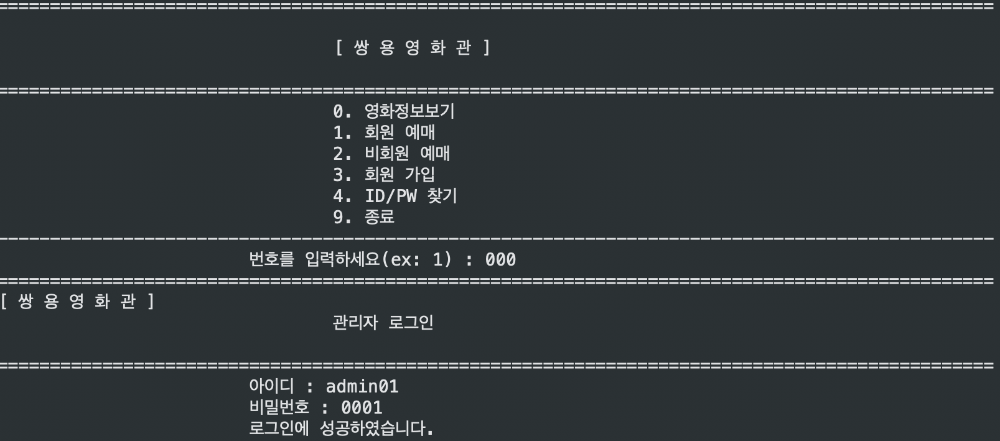 ===============================================================================================
[ 쌍 용 영 화 관 ]
===============================================================================================
0. 영화정보보기
1. 회원 예매
2. 비회원 예매
3. 회원 가입
4. ID/PW 찾기
9. 종료
-----------------------------------------------------------------------------------------------
번호를 입력하세요(ex: 1) : 000
===============================================================================================
[ 쌍 용 영 화 관 ]
관리자 로그인
===============================================================================================
아이디 : admin01
비밀번호 : 0001
로그인에 성공하였습니다.